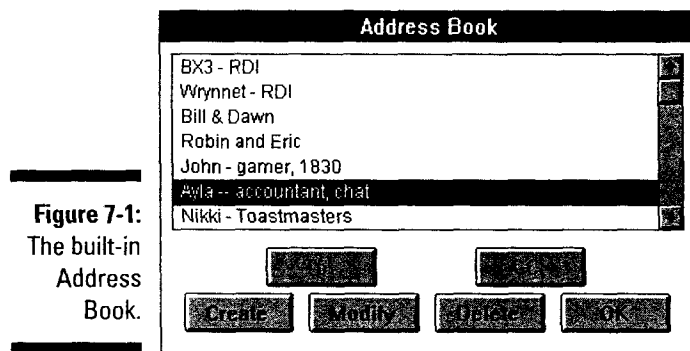 Address Book
BX3 - RDI
Wrynnet - RDI
Bill & Dawn
Robin and Eric
John - gamer, 1830
Ayla -- accountant, chat
Nikki - Toastmasters
Create Modify Delete OK
Figure 7-1:
The built-in
Address
Book.